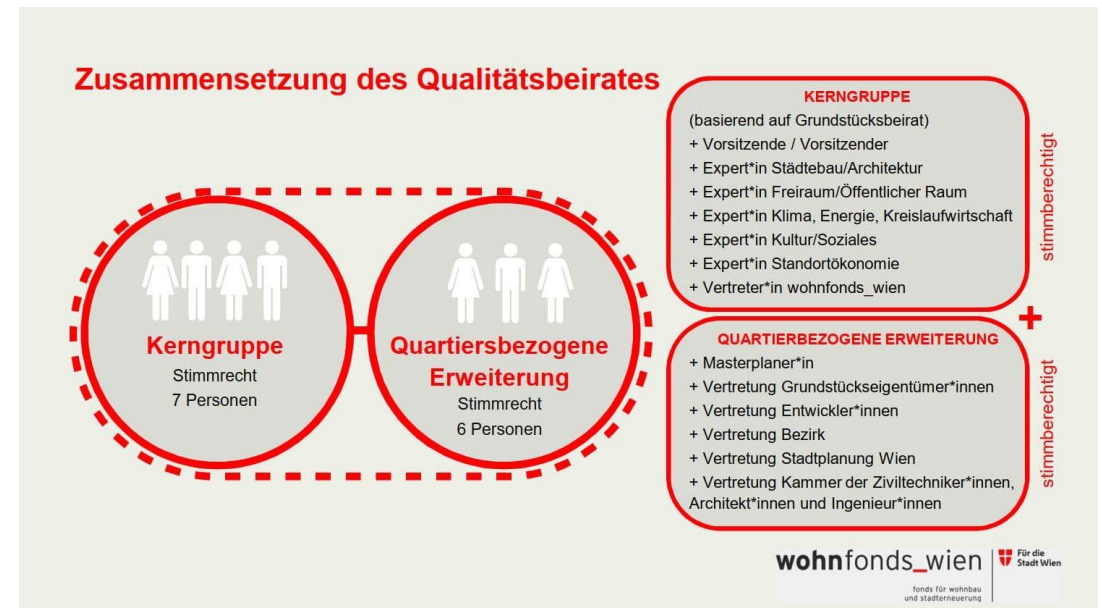 Zusammensetzung des Qualitätsbeirates
Kerngruppe
Stimmrecht
7 Personen
Quartiersbezogene
Erweiterung
Stimmrecht
6 Personen
KERNGRUPPE
(basierend auf Grundstücksbeirat)
+ Vorsitzende / Vorsitzender
+ Expert*in Städtebau/Architektur
+ Expert*in Freiraum/Öffentlicher Raum
+ Expert*in Klima, Energie, Kreislaufwirtschaft
+ Expert*in Kultur/Soziales
+ Expert*in Standortökonomie
+ Vertreter*in wohnfonds_wien
stimmberechtigt
+
QUARTIERBEZOGENE ERWEITERUNG
+ Masterplaner*in
+ Vertretung Grundstückseigentümer*innen
+ Vertretung Entwickler*innen
+ Vertretung Bezirk
+ Vertretung Stadtplanung Wien
+ Vertretung Kammer der Ziviltechniker*innen,
Architekt*innen und Ingenieur*innen
stimmberechtigt
wohnfonds_wien
fonds für wohnbau
und stadterneuerung
Für die
Stadt Wien